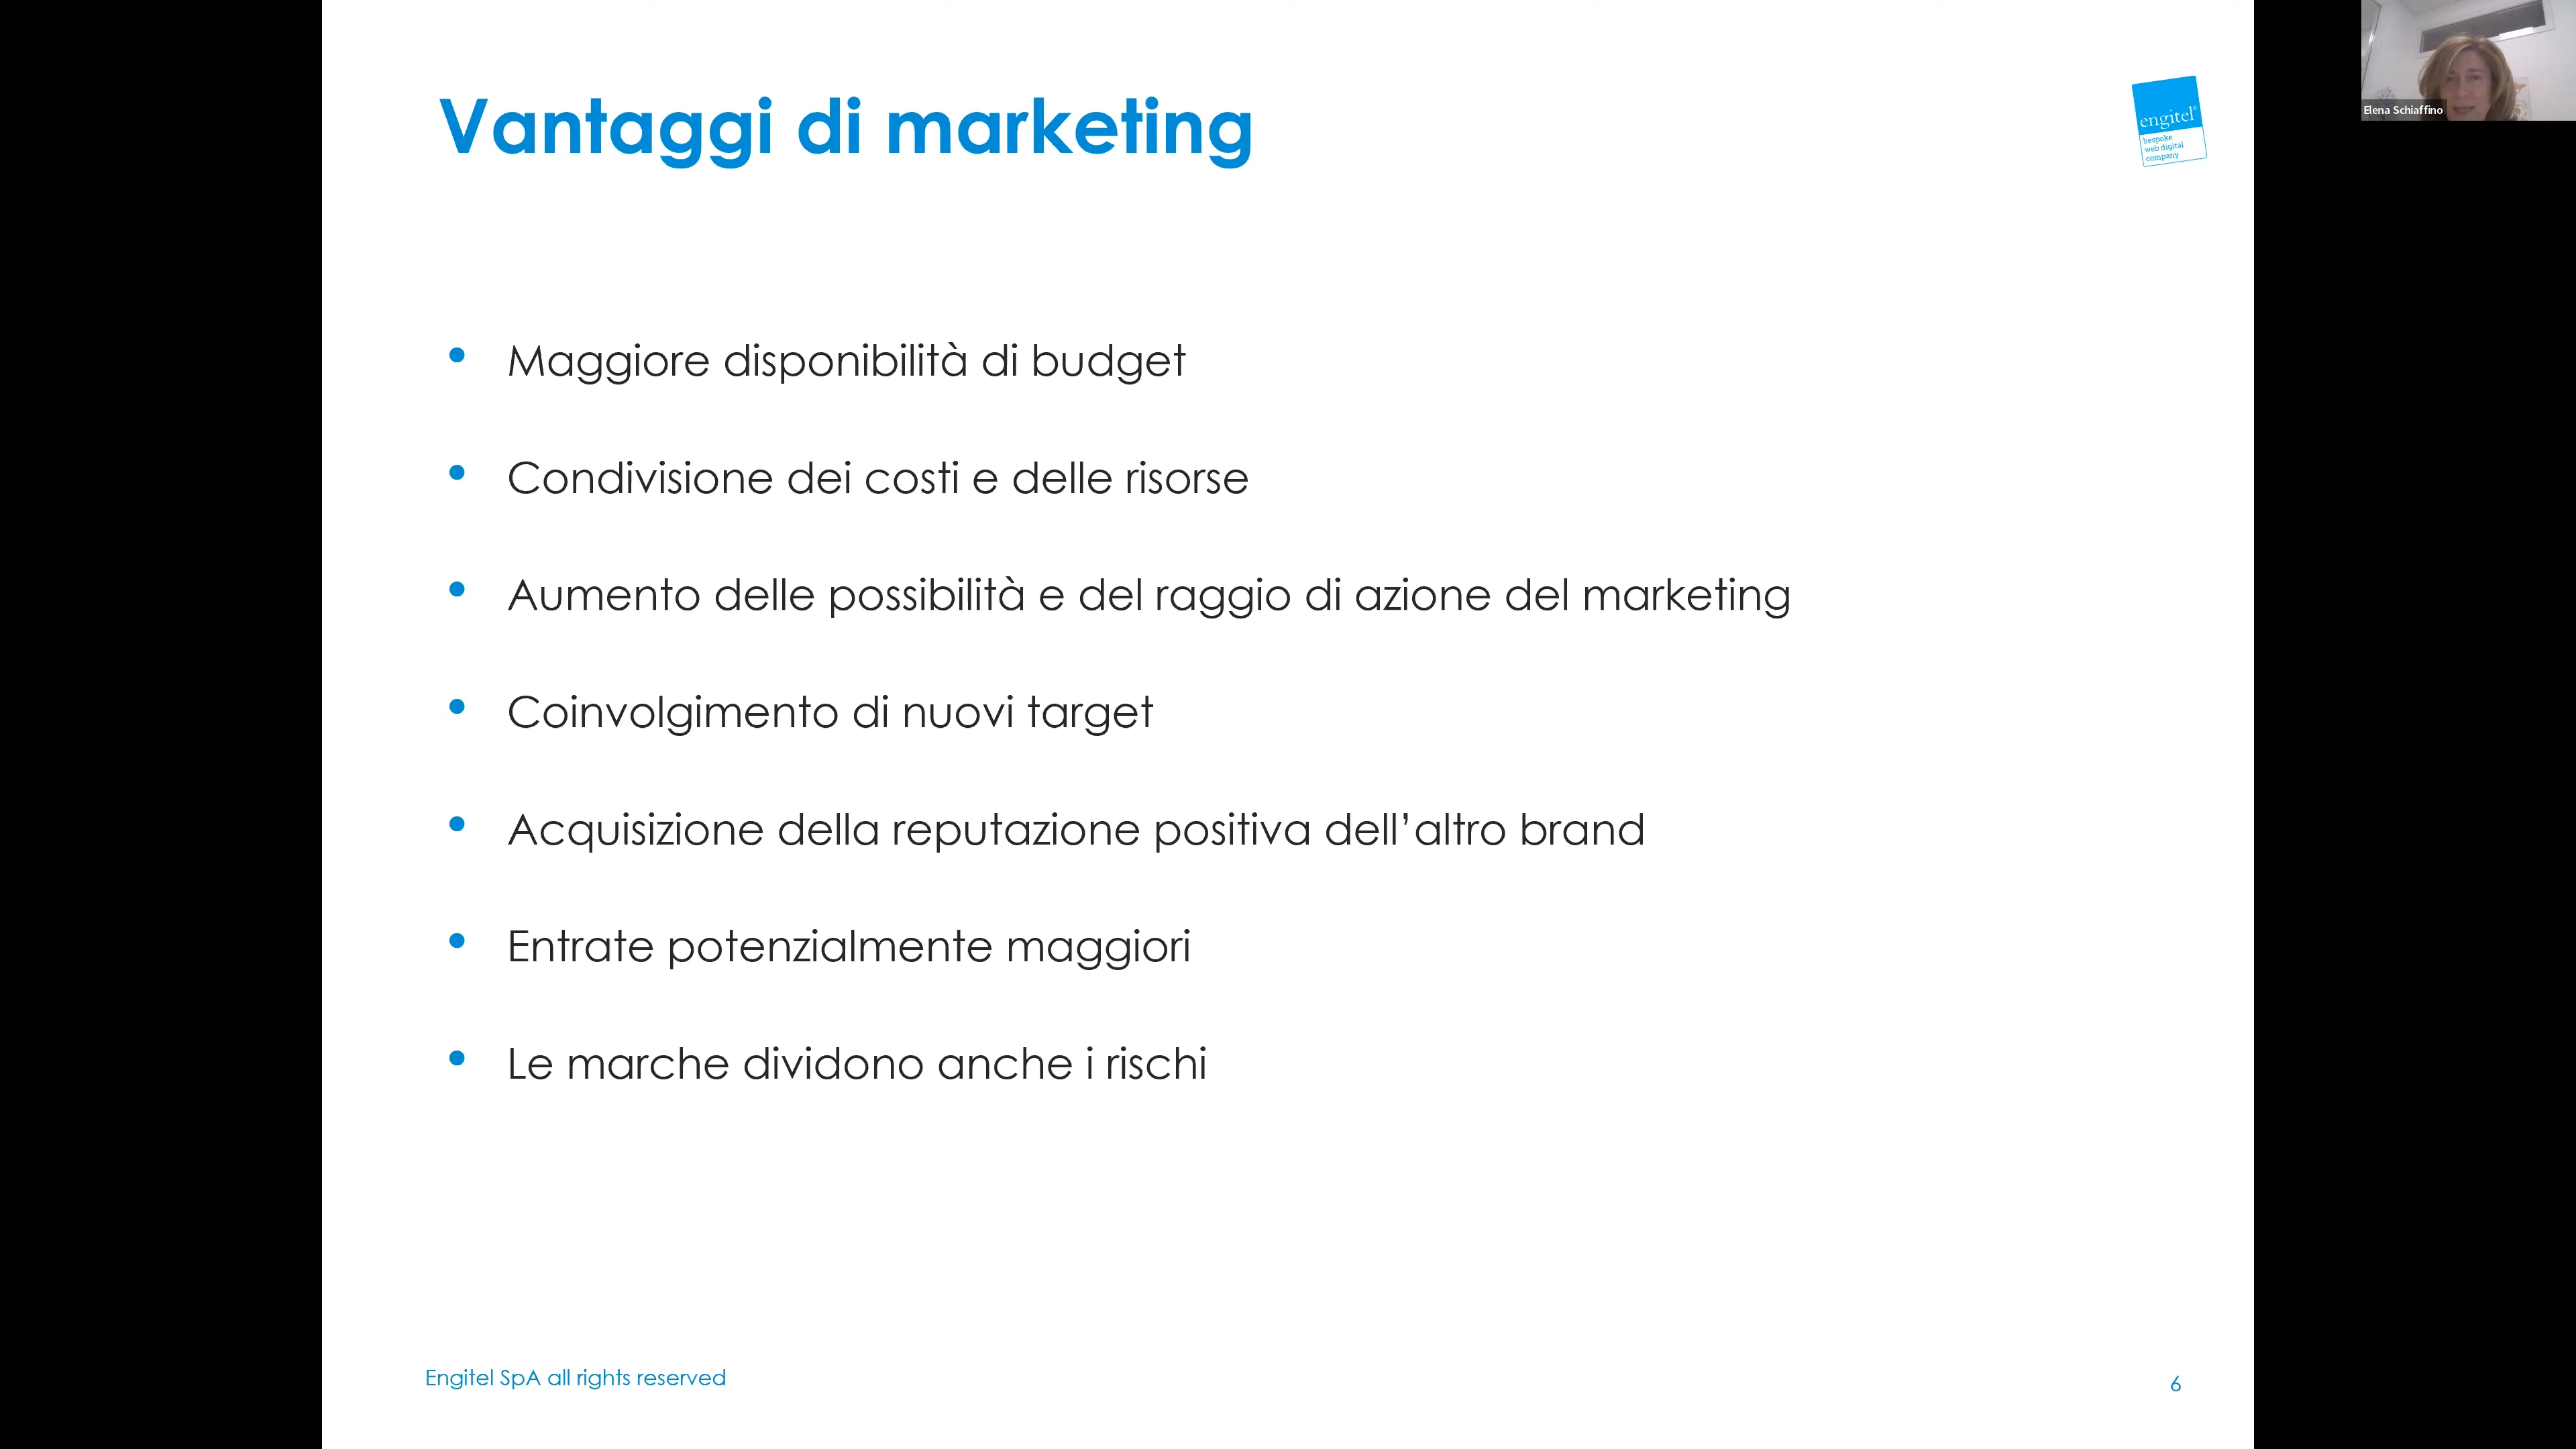 Vantaggi di marketing
engitel®
bespoke
web digital
company
Elena Schiaffino
• Maggiore disponibilità di budget
• Condivisione dei costi e delle risorse
• Aumento delle possibilità e del raggio di azione del marketing
• Coinvolgimento di nuovi target
• Acquisizione della reputazione positiva dell’altro brand
• Entrate potenzialmente maggiori
• Le marche dividono anche i rischi
Engitel SpA all rights reserved
6